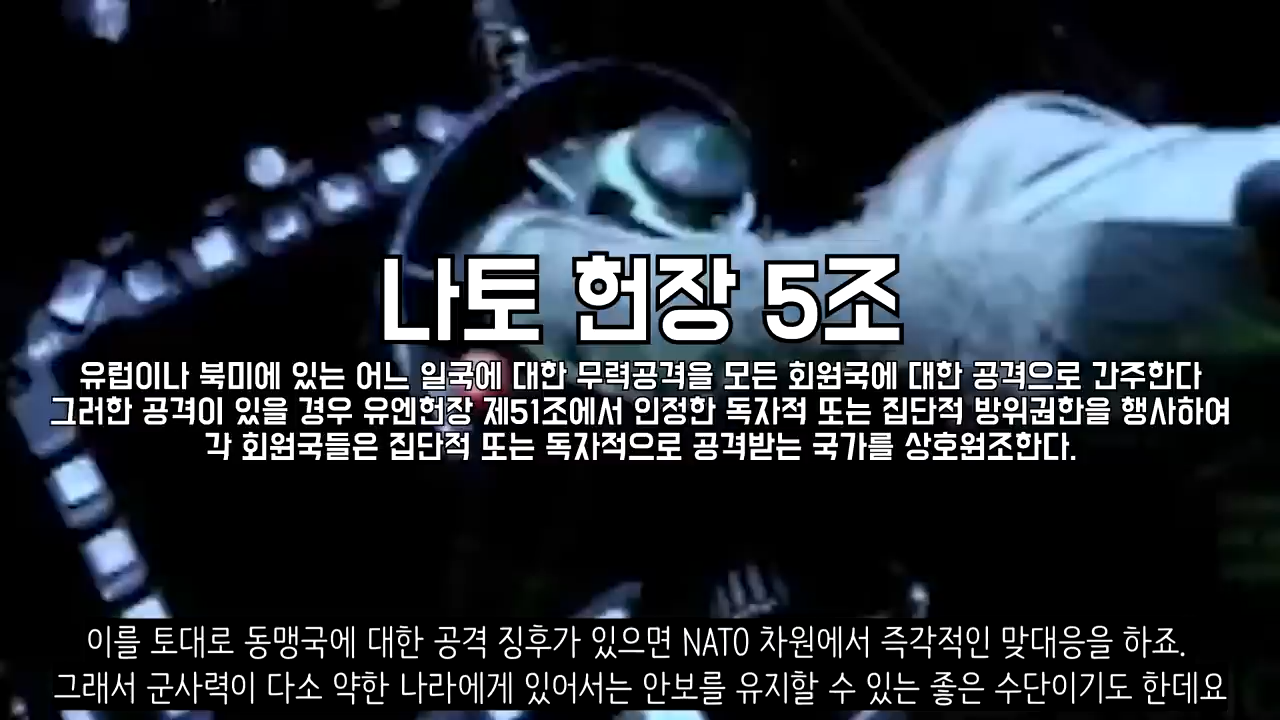 나토 헌장 5조
유럽이나 북미에 있는 어느 일국에 대한 무력공격을 모든 회원국에 대한 공격으로 간주한다
그러한 공격이 있을 경우 유엔헌장 제51조에서 인정한 독자적 또는 집단적 방위권한을 행사하여
각 회원국들은 집단적 또는 독자적으로 공격받는 국가를 상호원조한다.
이를 토대로 동맹국에 대한 공격 징후가 있으면 NATO 차원에서 즉각적인 맞대응을 하죠.
그래서 군사력이 다소 약한 나라에게 있어서는 안보를 유지할 수 있는 좋은 수단이기도 한데요